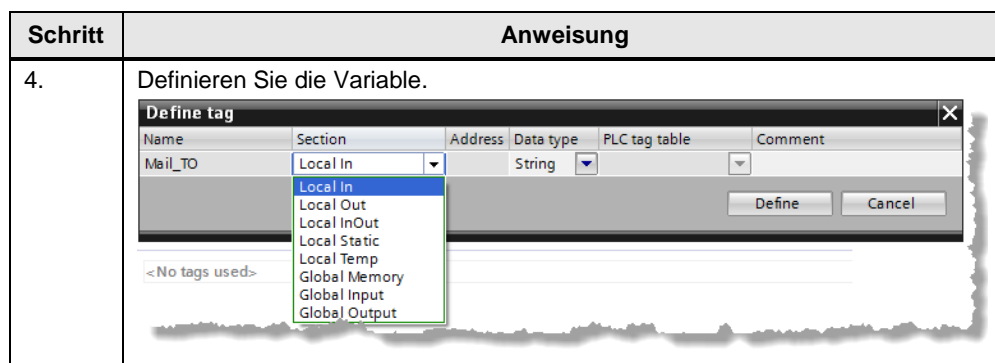 Schritt Anweisung
4. Definieren Sie die Variable.
Define tag
Name Section Address Data type PLC tag table Comment
Mail_TO Local In String
Local In
Local Out
Local InOut
Local Static
Local Temp
Global Memory
Global Input
Global Output
Define Cancel
<No tags used>